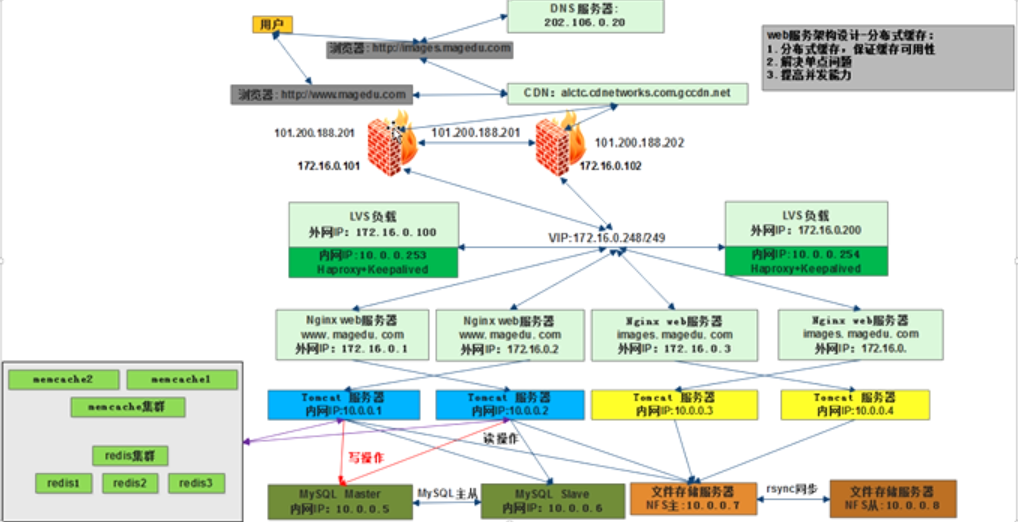 DNS 服务器：
202.106.0.20
用户
浏览器：http://images.magedu.com
web服务架构设计-分布式缓存：
1.分布式缓存，保证缓存可用性
2.解决单点问题
3.提高并发能力
浏览器：http://www.magedu.com
CDN：alctc.cdnetworks.com.gccdn.net
101.200.188.201
101.200.188.201
101.200.188.202
172.16.0.101
172.16.0.102
LVS负载
外网IP：172.16.0.100
内网IP:10.0.0.253
Haproxy+Keepalived
VIP:172.16.0.248/249
LVS 负载
外网IP：172.16.0.200
内网IP：10.0.0.254
Haproxy+Keepalived
Nginx web服务器
www.magedu.com
外网IP：172.16.0.1
Nginx web服务器
www.magedu.com
外网IP：172.16.0.2
Nginx web服务器
images.magedu.com
外网IP：172.16.0.3
Nginx web服务器
images.magedu.com
外网IP：172.16.0.
memcache2
memcache1
memcache集群
redis集群
redis1
redis2
redis3
Tomcat 服务器
内网IP:10.0.0.1
Tomcat 服务器
内网IP:10.0.0.2
Tomcat 服务器
内网IP:10.0.0.3
Tomcat 服务器
内网IP:10.0.0.4
读操作
写操作
MySQL Master
内网IP：10.0.0.5
MySQL主从
MySQL Slave
内网IP：10.0.0.6
文件存储服务器
NFS主:10.0.0.7
rsync同步
文件存储服务器
NFS从:10.0.0.8